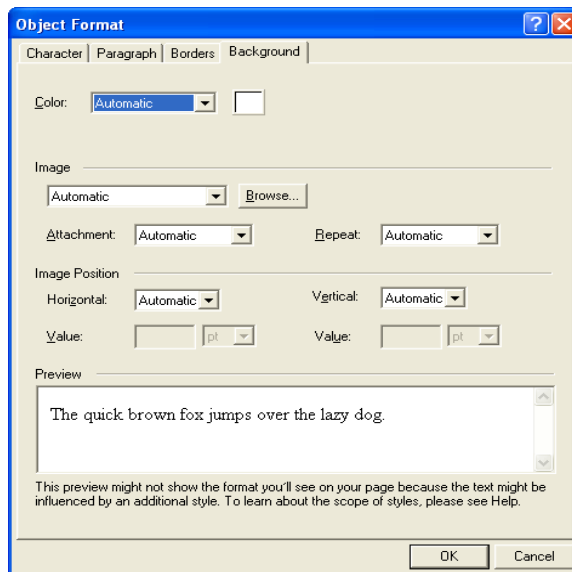 Object Format
Character Paragraph Borders Background
Color: Automatic
Image
Automatic Browse...
Attachment: Automatic Repeat: Automatic
Image Position
Horizontal: Automatic Vertical: Automatic
Value: pt Value: pt
Preview
The quick brown fox jumps over the lazy dog.
This preview might not show the format you'll see on your page because the text might be
influenced by an additional style. To learn about the scope of styles, please see Help.
OK Cancel